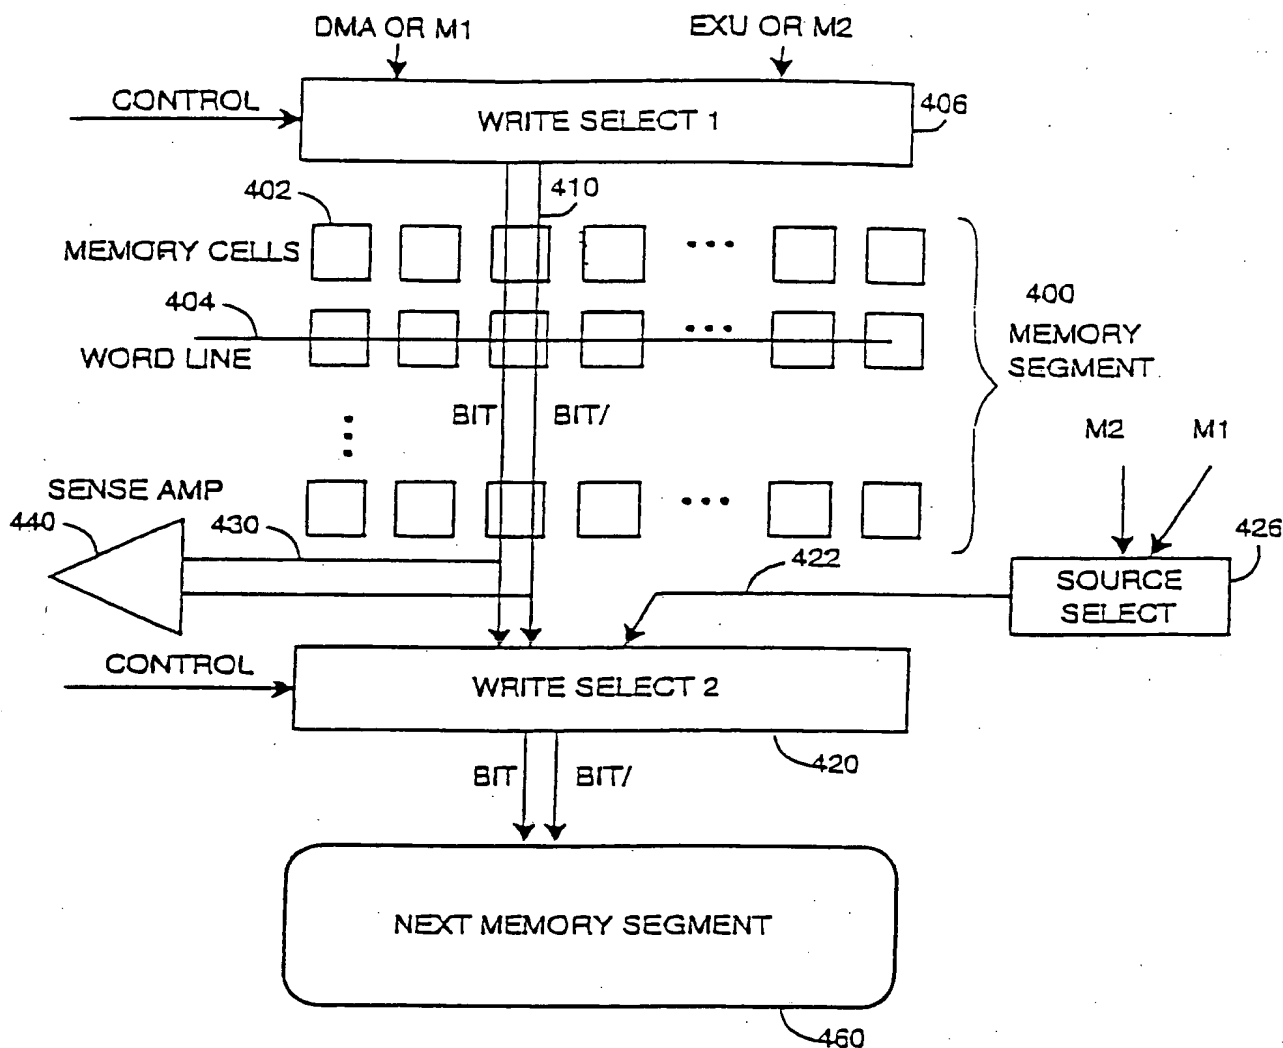 DMA OR M1
EXU OR M2
CONTROL
WRITE SELECT 1
406
402
410
MEMORY CELLS
404
WORD LINE
400
MEMORY
SEGMENT
BIT
BIT/
M2
M1
SENSE AMP
440
430
422
426
SOURCE
SELECT
CONTROL
WRITE SELECT 2
420
BIT
BIT/
NEXT MEMORY SEGMENT
460